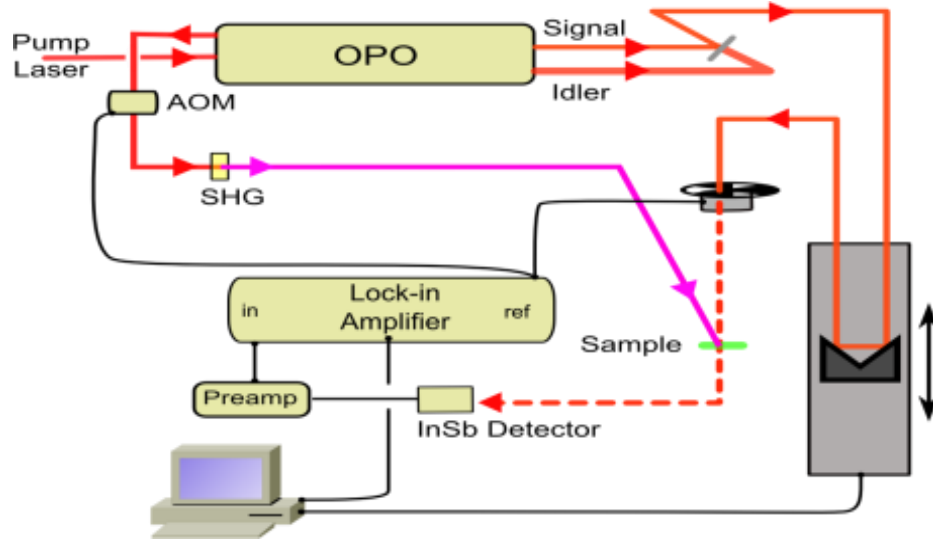 Signal
OPO
Pump
Laser
Idler
AOM
SHG
Lock-in
Amplifier
in
ref
Sample
Preamp
InSb Detector